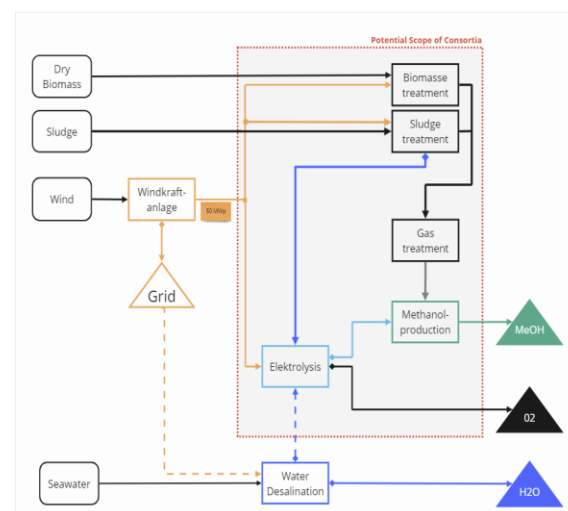 Potential Scope of Consortia
Dry
Biomass
Biomasse
treatment
Sludge
Sludge
treatment
Wind
Windkraft-
anlage
50 MWp
Gas
treatment
Grid
Methanol-
production
MeOH
Elektrolysis
02
Seawater
Water
Desalination
H2O